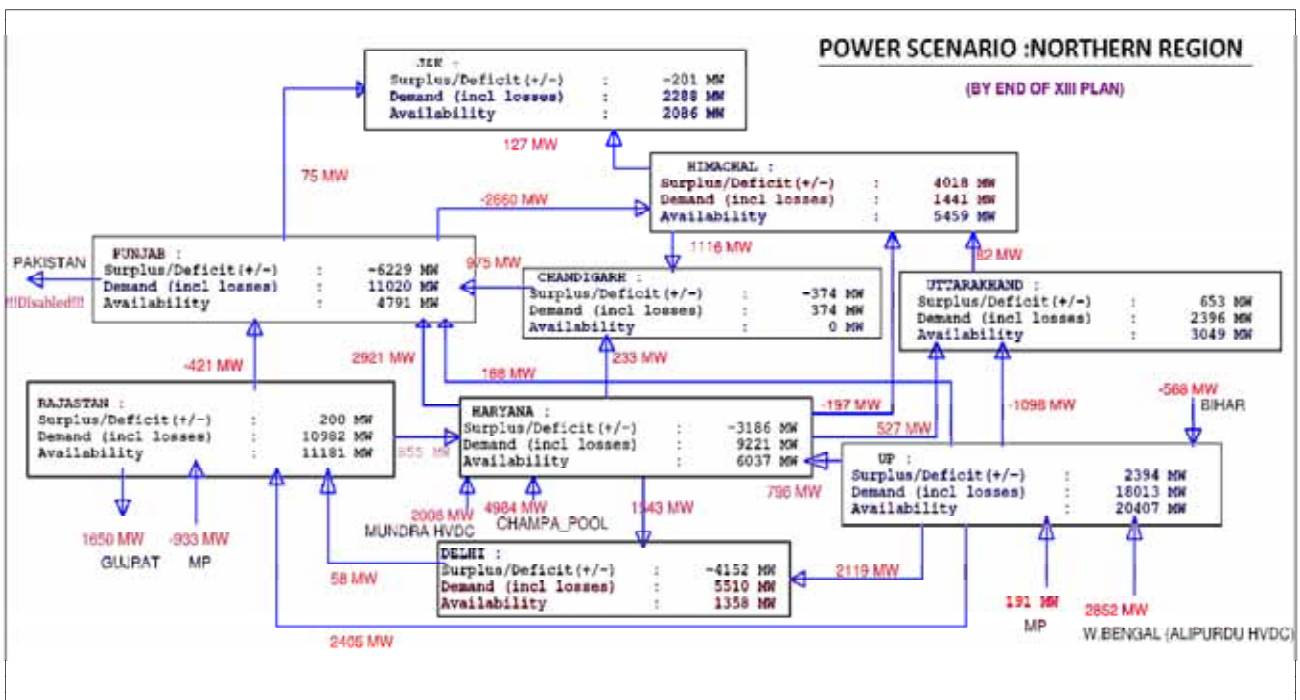 POWER SCENARIO :NORTHERN REGION
(BY END OF XIII PLAN)
Surplus/Deficit(+/-) : -201 MW
Demand (incl losses) : 2288 MW
Availability : 2086 MW
127 MW
75 MW
HIMACHAL :
Surplus/Deficit(+/-) : 4018 MW
Demand (incl losses) : 1441 MW
Availability : 5459 MW
-2660 MW
1116 MW
PAKISTAN
!!!Disabled!!!
PUNJAB :
Surplus/Deficit(+/-) : -6229 MW
Demand (incl losses) : 11020 MW
Availability : 4791 MW
975 MW
CHANDIGARH :
Surplus/Deficit(+/-) : -374 MW
Demand (incl losses) : 374 MW
Availability : 0 MW
82 MW
UTTARAKHAND :
Surplus/Deficit(+/-) : 653 MW
Demand (incl losses) : 2396 MW
Availability : 3049 MW
-421 MW
2921 MW
168 MW
233 MW
RAJASTAN :
Surplus/Deficit(+/-) : 200 MW
Demand (incl losses) : 10982 MW
Availability : 11181 MW
MW
HARYANA :
Surplus/Deficit(+/-) : -3186 MW
Demand (incl losses) : 9221 MW
Availability : 6037 MW
-197 MW
527 MW
-1098 MW
-568 MW
BIHAR
796 MW
UP :
Surplus/Deficit(+/-) : 2394 MW
Demand (incl losses) : 18013 MW
Availability : 20407 MW
1650 MW
GUJRAT
-933 MW
MP
MW
MUNDRA HVDC
4984 MW
CHAMPA_POOL
MW
58 MW
DELHI :
Surplus/Deficit(+/-) : -4152 MW
Demand (incl losses) : 5510 MW
Availability : 1358 MW
2119 MW
MW
191 MW
MP
2852 MW
W.BENGAL (ALIPURDU HVDC)